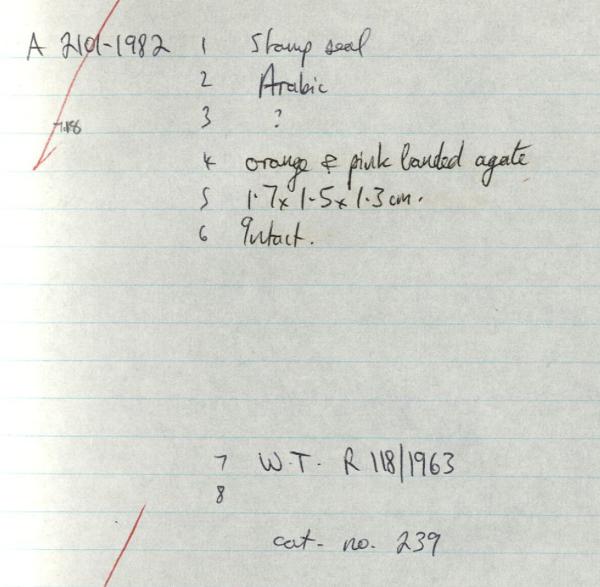 A 2101-1982 1 Stamp seal
2 Arabic
3 ?
4 orange & pink banded agate
5 1.7x 1.5x 1.3 cm.
6 Intact.
7 W.T. R 118/1963
8
cat. no. 239